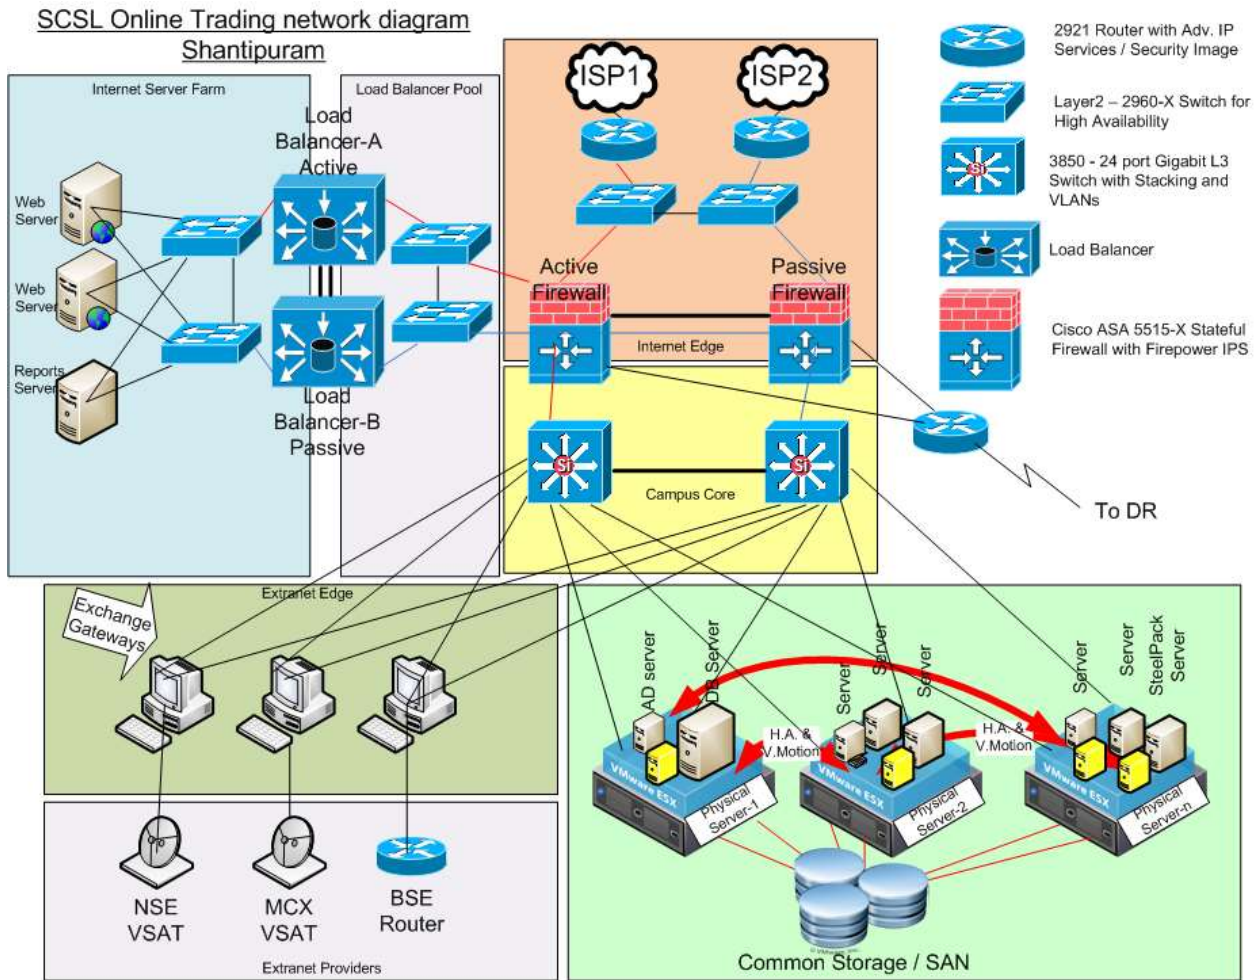 SCSL Online Trading network diagram
Shantipuram
Internet Server Farm
Load Balancer Pool
Load
Balancer-A
Active
Web
Server
Web
Server
Reports
Server
Load
Balancer-B
Passive
ISP1
ISP2
Active
Firewall
Passive
Firewall
Internet Edge
Si
Si
Campus Core
2921 Router with Adv. IP
Services / Security Image
Layer2 – 2960-X Switch for
High Availability
Si
3850 - 24 port Gigabit L3
Switch with Stacking and
VLANs
Load Balancer
Cisco ASA 5515-X Stateful
Firewall with Firepower IPS
To DR
Extranet Edge
Exchange
Gateways
NSE
VSAT
MCX
VSAT
BSE
Router
Extranet Providers
AD server
DB Server
Server
Server
Server
Server
Server
SteelPack
Server
H.A. &
V.Motion
H.A. &
V.Motion
VMware ESX
VMware ESX
VMware ESX
Physical
Server-1
Physical
Server-2
Physical
Server-n
Common Storage / SAN